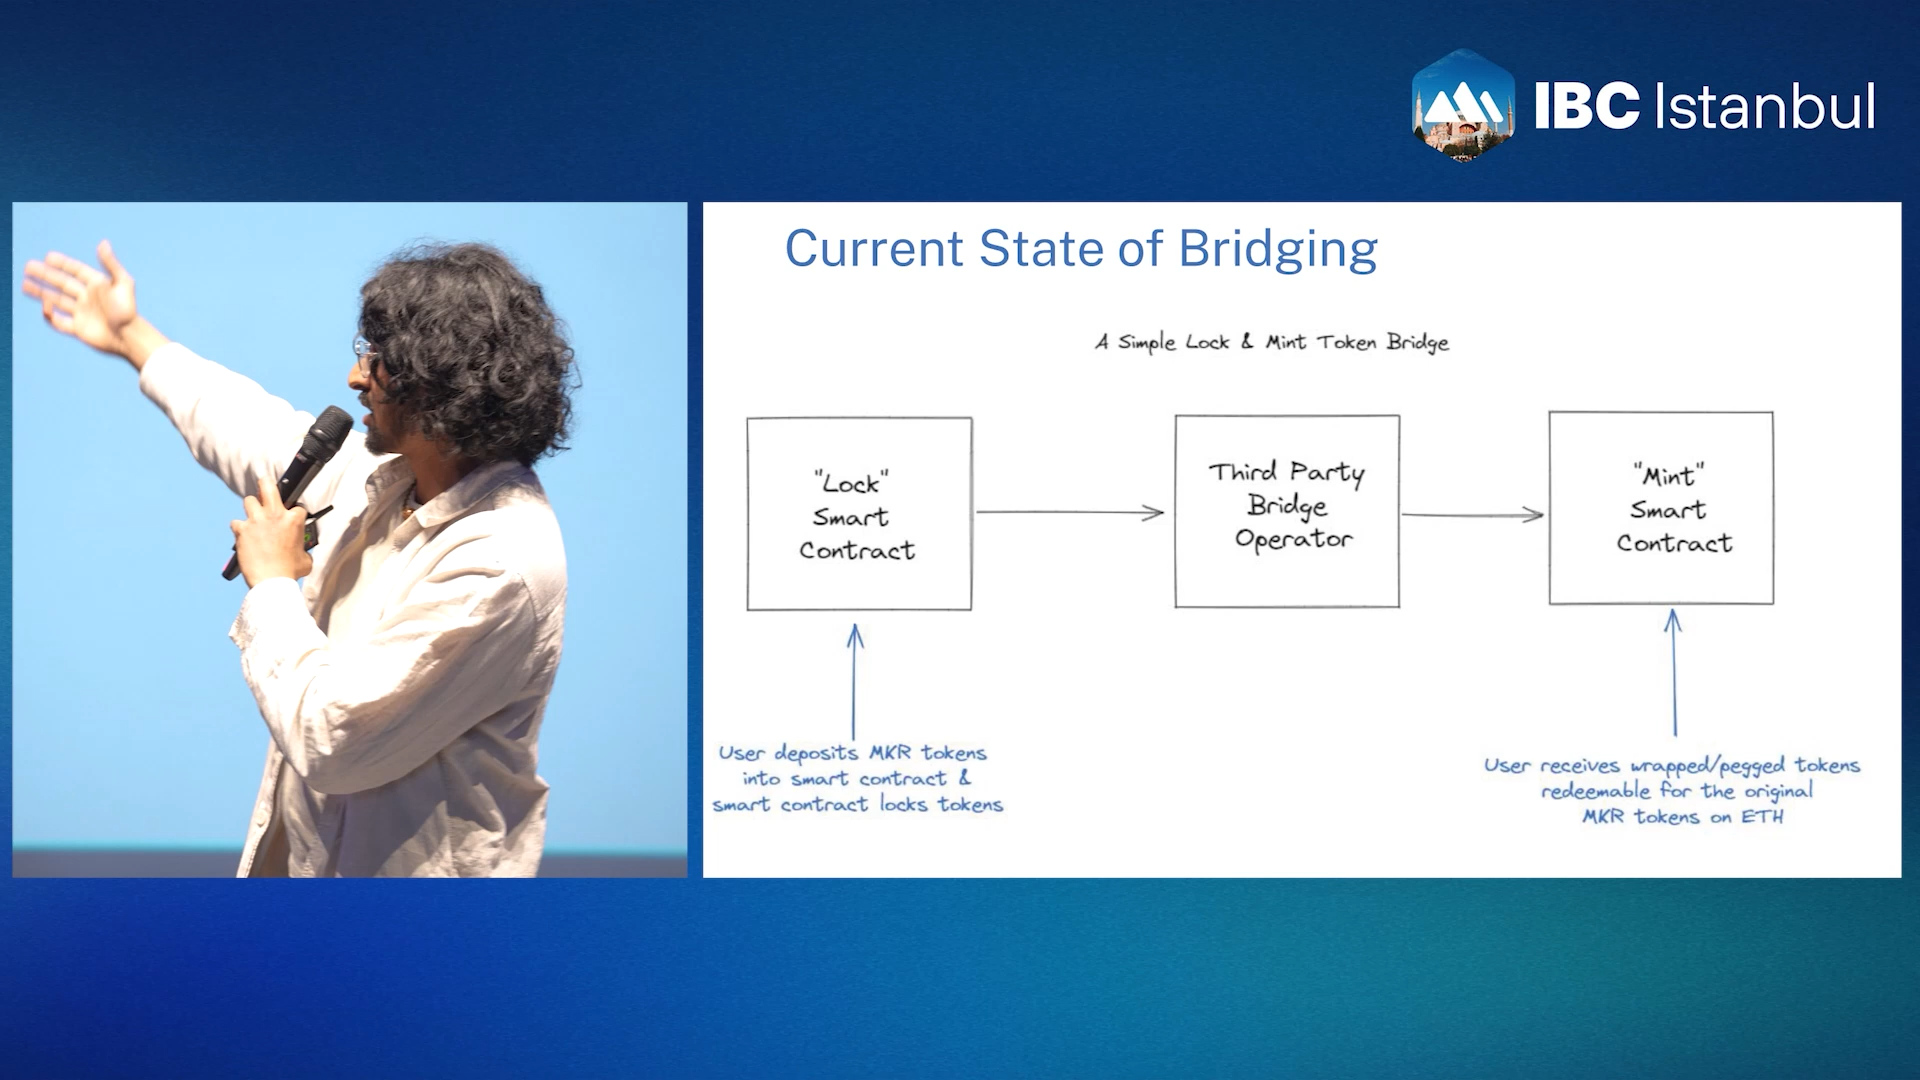 IBC Istanbul
Current State of Bridging
A Simple Lock & Mint Token Bridge
"Lock"
Smart
Contract
Third Party
Bridge
Operator
"Mint"
Smart
Contract
User deposits MKR tokens
into smart contract &
smart contract locks tokens
User receives wrapped/pegged tokens
redeemable for the original
MKR tokens on ETH